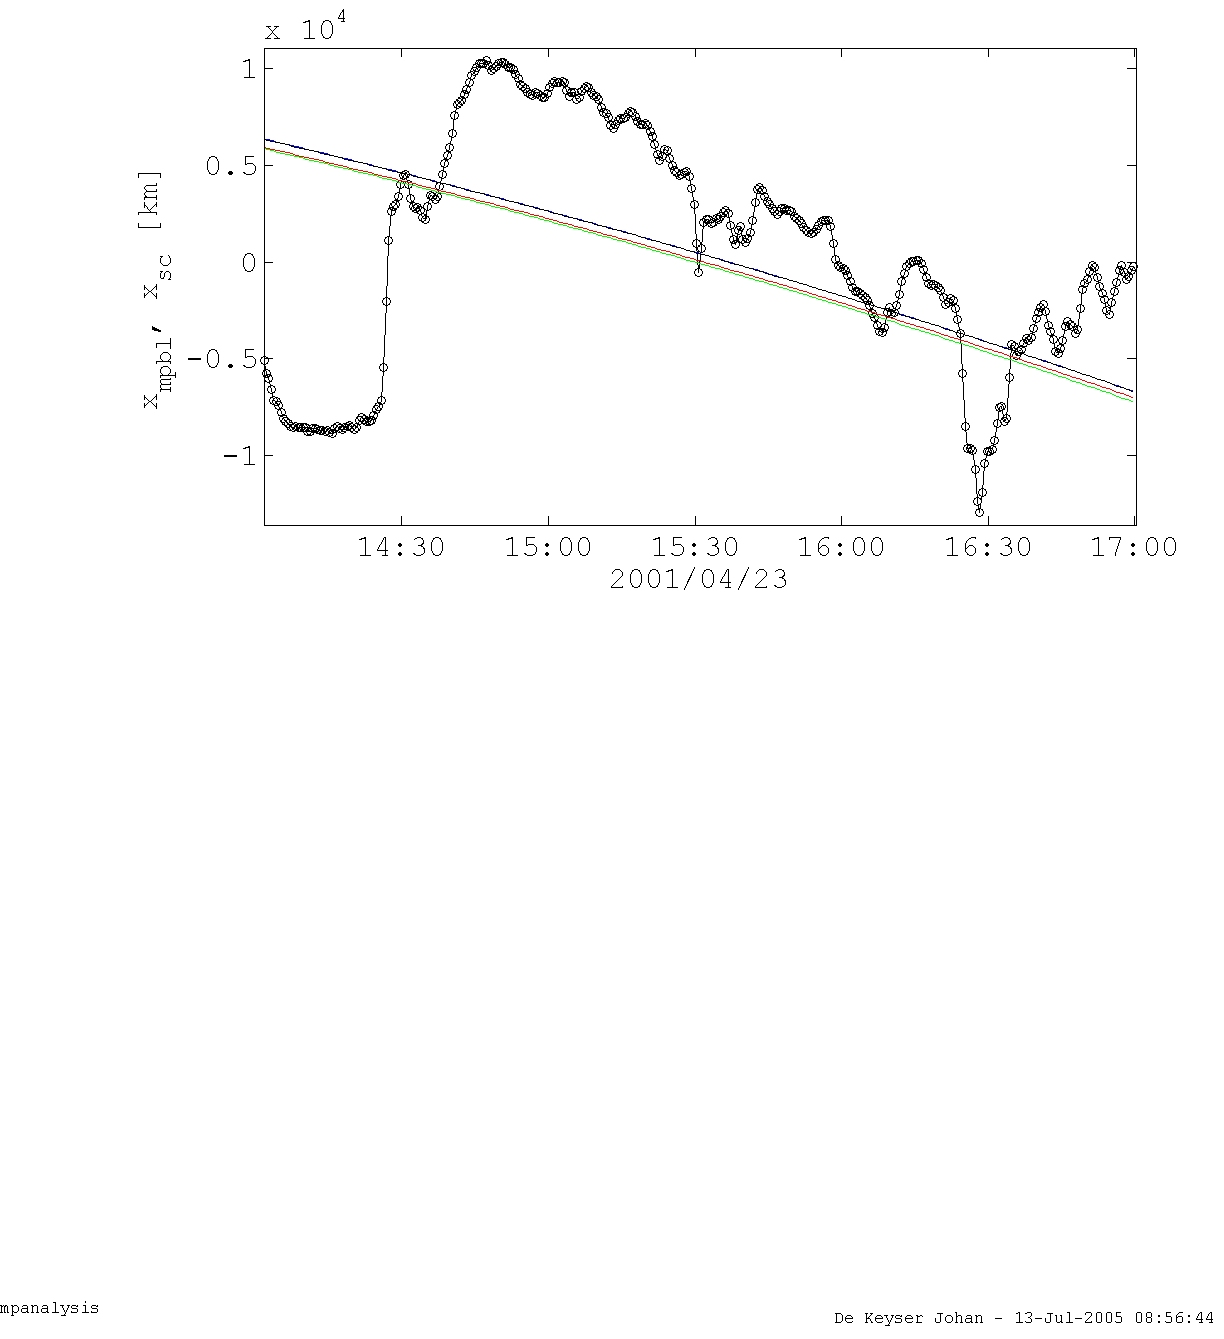 x 10^4
1
0.5
0
-0.5
-1
x_mpbl, x_sc [km]
14:30 15:00 15:30 16:00 16:30 17:00
2001/04/23
mpanalysis
De Keyser Johan - 13-Jul-2005 08:56:44